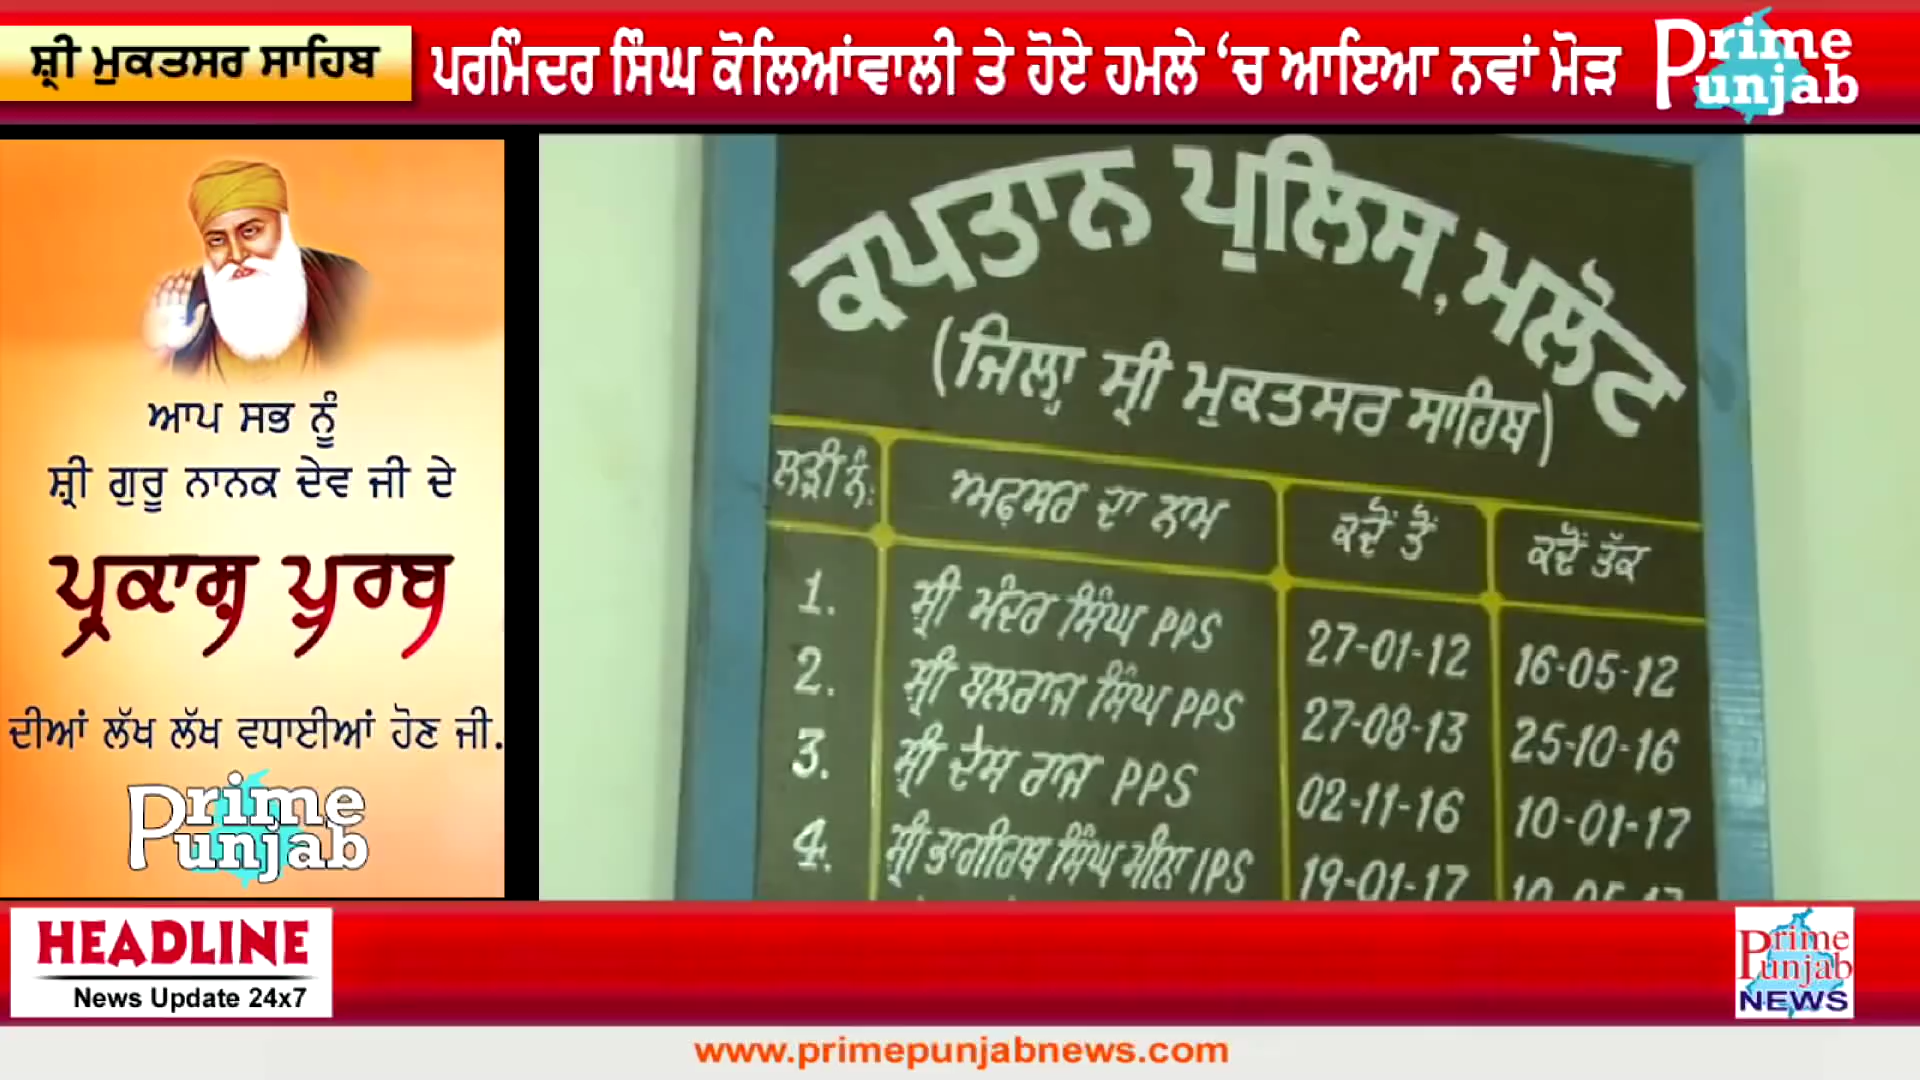 ਸ਼੍ਰੀ ਮੁਕਤਸਰ ਸਾਹਿਬ
ਪਰਮਿੰਦਰ ਸਿੰਘ ਕੋਲਿਆਂਵਾਲੀ ਤੇ ਹੋਏ ਹਮਲੇ ‘ਚ ਆਇਆ ਨਵਾਂ ਮੋੜ
Prime
Punjab
ਆਪ ਸਭ ਨੂੰ
ਸ਼੍ਰੀ ਗੁਰੂ ਨਾਨਕ ਦੇਵ ਜੀ ਦੇ
ਪ੍ਰਕਾਸ਼ ਪੁਰਬ
ਦੀਆਂ ਲੱਖ ਲੱਖ ਵਧਾਈਆਂ ਹੋਣ ਜੀ.
Prime
Punjab
ਕਪਤਾਨ ਪੁਲਿਸ, ਮਲੋਟ
(ਜਿਲ੍ਹਾ ਸ੍ਰੀ ਮੁਕਤਸਰ ਸਾਹਿਬ)
ਲੜੀ ਨੰ: ਅਫ਼ਸਰ ਦਾ ਨਾਮ ਕਦੋਂ ਤੋਂ ਕਦੋਂ ਤੱਕ
1. ਸ੍ਰੀ ਮੰਦਰ ਸਿੰਘ PPS 27-01-12 16-05-12
2. ਸ੍ਰੀ ਬਲਰਾਜ ਸਿੰਘ PPS 27-08-13 25-10-16
3. ਸ੍ਰੀ ਦੇਸ ਰਾਜ PPS 02-11-16 10-01-17
4. ਸ੍ਰੀ ਭਾਗੀਰਥ ਸਿੰਘ ਮੀਨਾ IPS 19-01-17
HEADLINE
News Update 24x7
Prime
Punjab
NEWS
www.primepunjabnews.com